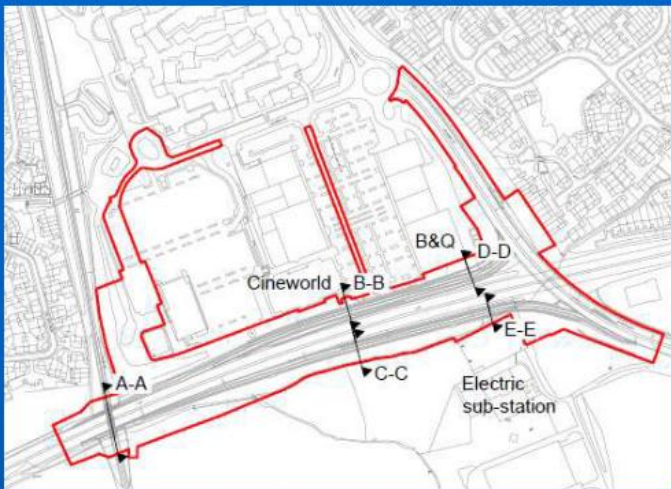 B&Q
D-D
Cineworld
B-B
E-E
C-C
A-A
Electric
sub-station